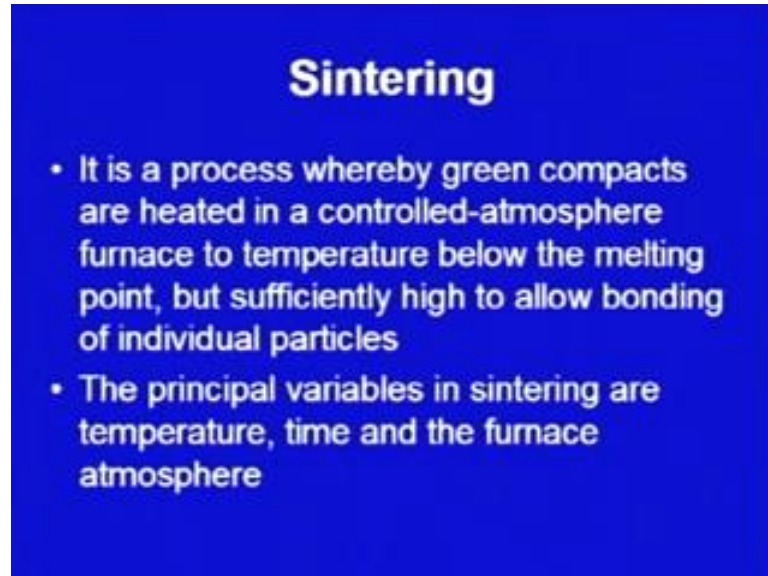 Sintering
• It is a process whereby green compacts
are heated in a controlled-atmosphere
furnace to temperature below the melting
point, but sufficiently high to allow bonding
of individual particles
• The principal variables in sintering are
temperature, time and the furnace
atmosphere